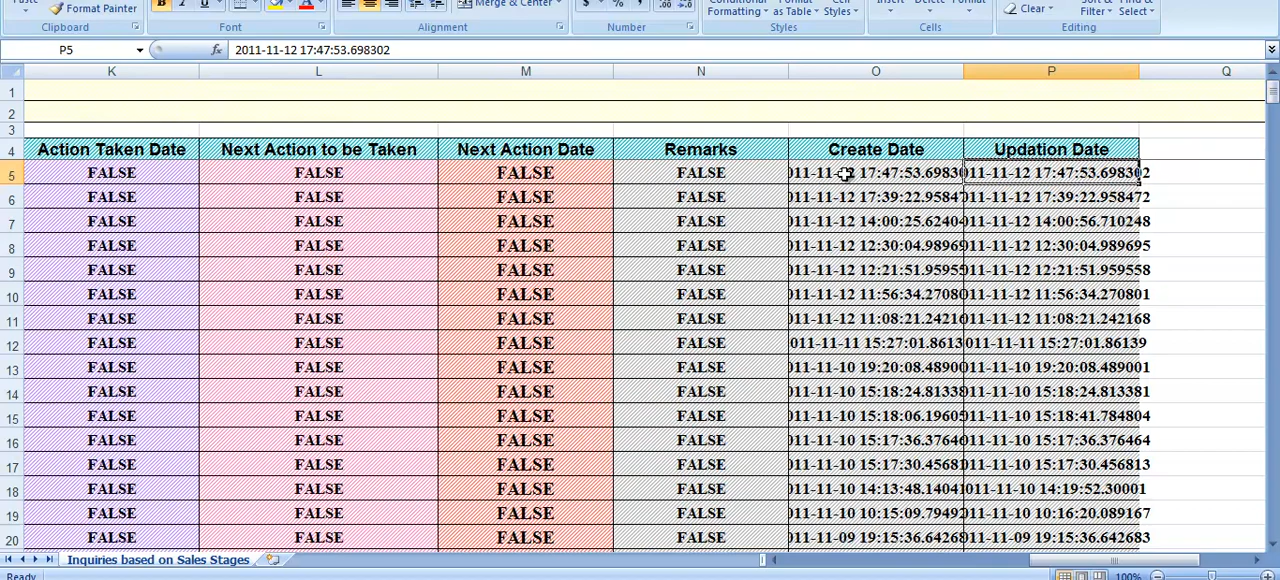 Format Painter
B I U
Merge & Center
$ % ,
Conditional Format Cell
Formatting as Table Styles
Insert Delete Format
Clear
Sort & Find &
Filter Select
Clipboard Font Alignment Number Styles Cells Editing
P5 fx 2011-11-12 17:47:53.698302
K L M N O P Q
1
2
3
4 Action Taken Date Next Action to be Taken Next Action Date Remarks Create Date Updation Date
5 FALSE FALSE FALSE FALSE 011-11-12 17:47:53.6983 011-11-12 17:47:53.698302
6 FALSE FALSE FALSE FALSE 011-11-12 17:39:22.9584 011-11-12 17:39:22.958472
7 FALSE FALSE FALSE FALSE 011-11-12 14:00:25.6240 011-11-12 14:00:56.710248
8 FALSE FALSE FALSE FALSE 011-11-12 12:30:04.9896 011-11-12 12:30:04.989695
9 FALSE FALSE FALSE FALSE 011-11-12 12:21:51.9595 011-11-12 12:21:51.959558
10 FALSE FALSE FALSE FALSE 011-11-12 11:56:34.2708 011-11-12 11:56:34.270801
11 FALSE FALSE FALSE FALSE 011-11-12 11:08:21.2421 011-11-12 11:08:21.242168
12 FALSE FALSE FALSE FALSE 011-11-11 15:27:01.8613 011-11-11 15:27:01.86139
13 FALSE FALSE FALSE FALSE 011-11-10 19:20:08.4890 011-11-10 19:20:08.489001
14 FALSE FALSE FALSE FALSE 011-11-10 15:18:24.8133 011-11-10 15:18:24.813381
15 FALSE FALSE FALSE FALSE 011-11-10 15:18:06.1960 011-11-10 15:18:41.784804
16 FALSE FALSE FALSE FALSE 011-11-10 15:17:36.3764 011-11-10 15:17:36.376464
17 FALSE FALSE FALSE FALSE 011-11-10 15:17:30.4568 011-11-10 15:17:30.456813
18 FALSE FALSE FALSE FALSE 011-11-10 14:13:48.1404 011-11-10 14:19:52.30001
19 FALSE FALSE FALSE FALSE 011-11-10 10:15:09.7949 011-11-10 10:16:20.089167
20 FALSE FALSE FALSE FALSE 011-11-09 19:15:36.6426 011-11-09 19:15:36.642683
Inquiries based on Sales Stages
Ready 100%